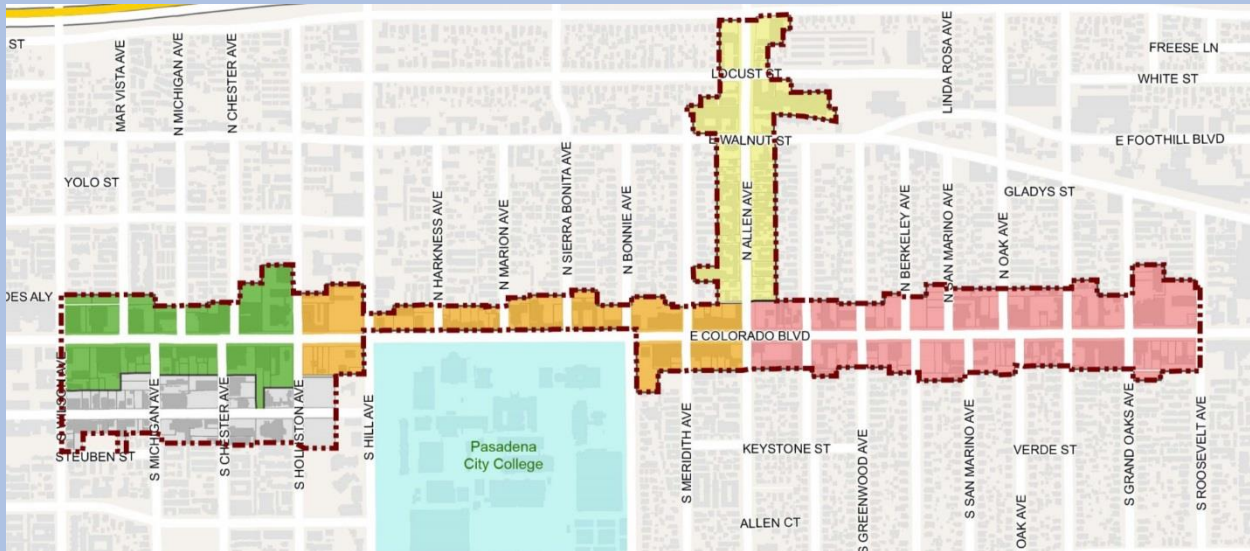 ST
MAR VISTA AVE
N MICHIGAN AVE
N CHESTER AVE
LINDA ROSA AVE
FREESE LN
LOCUST ST
WHITE ST
E WALNUT ST
E FOOTHILL BLVD
YOLO ST
GLADYS ST
N HARKNESS AVE
N MARION AVE
N SIERRA BONITA AVE
N BONNIE AVE
N ALLEN AVE
N BERKELEY AVE
N SAN MARINO AVE
N OAK AVE
DES ALY
E COLORADO BLVD
S WILSON AVE
S MICHIGAN AVE
S CHESTER AVE
S HOLLISTON AVE
S HILL AVE
STEUBEN ST
Pasadena
City College
S MERIDITH AVE
KEYSTONE ST
S GREENWOOD AVE
S SAN MARINO AVE
VERDE ST
OAK AVE
S GRAND OAKS AVE
S ROOSEVELT AVE
ALLEN CT